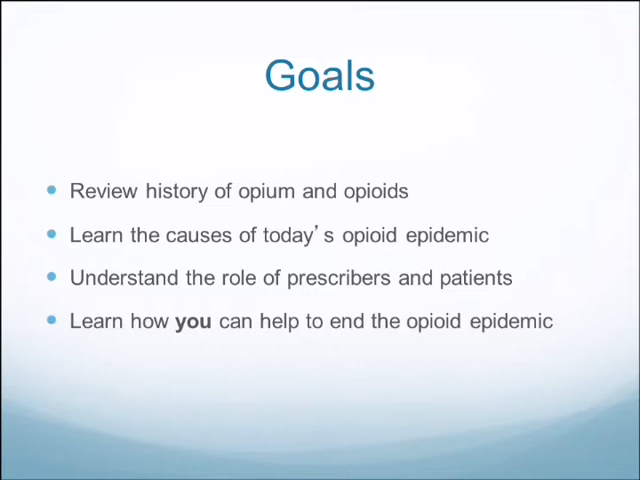 Goals
Review history of opium and opioids
Learn the causes of today’s opioid epidemic
Understand the role of prescribers and patients
Learn how you can help to end the opioid epidemic